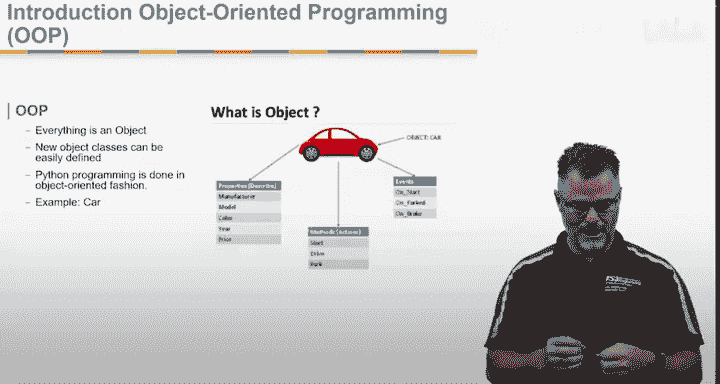 Introduction Object-Oriented Programming
(OOP)
OOP
– Everything is an Object
– New object classes can be
easily defined
– Python programming is done in
object-oriented fashion.
– Example: Car
What is Object ?
OBJECT: CAR
Properties (Describe)
Manufacturer
Model
Color
Year
Price
Methods (Actions)
Start
Drive
Park
Events
On_Start
On_Parked
On_Brake